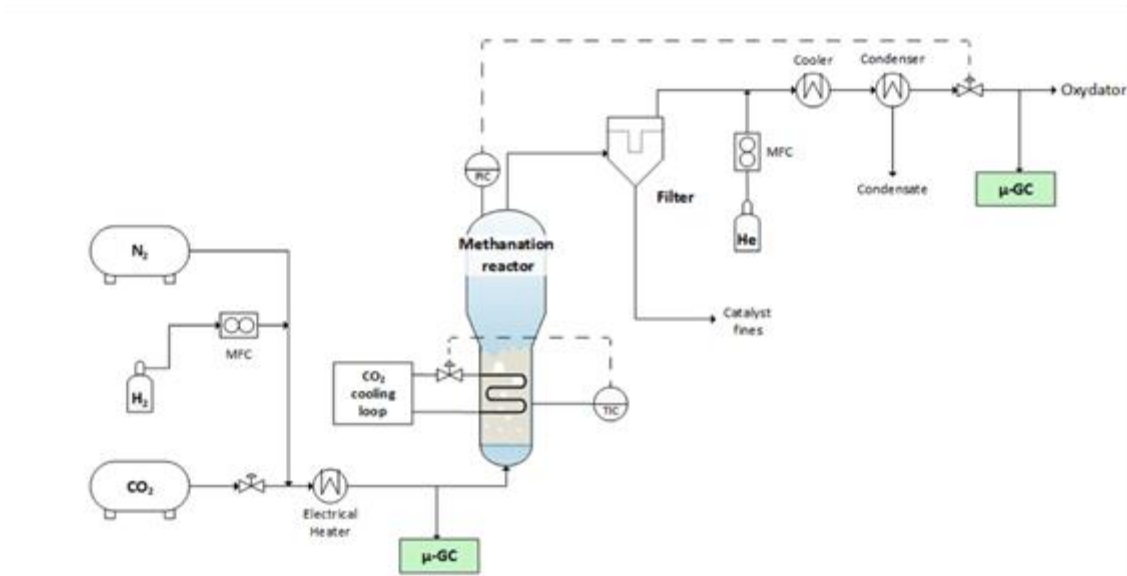 Cooler
Condenser
Oxydator
MFC
PIC
Condensate
μ-GC
Filter
He
Methanation
reactor
N₂
Catalyst
fines
MFC
H₂
CO₂
cooling
loop
TIC
CO₂
Electrical
Heater
μ-GC